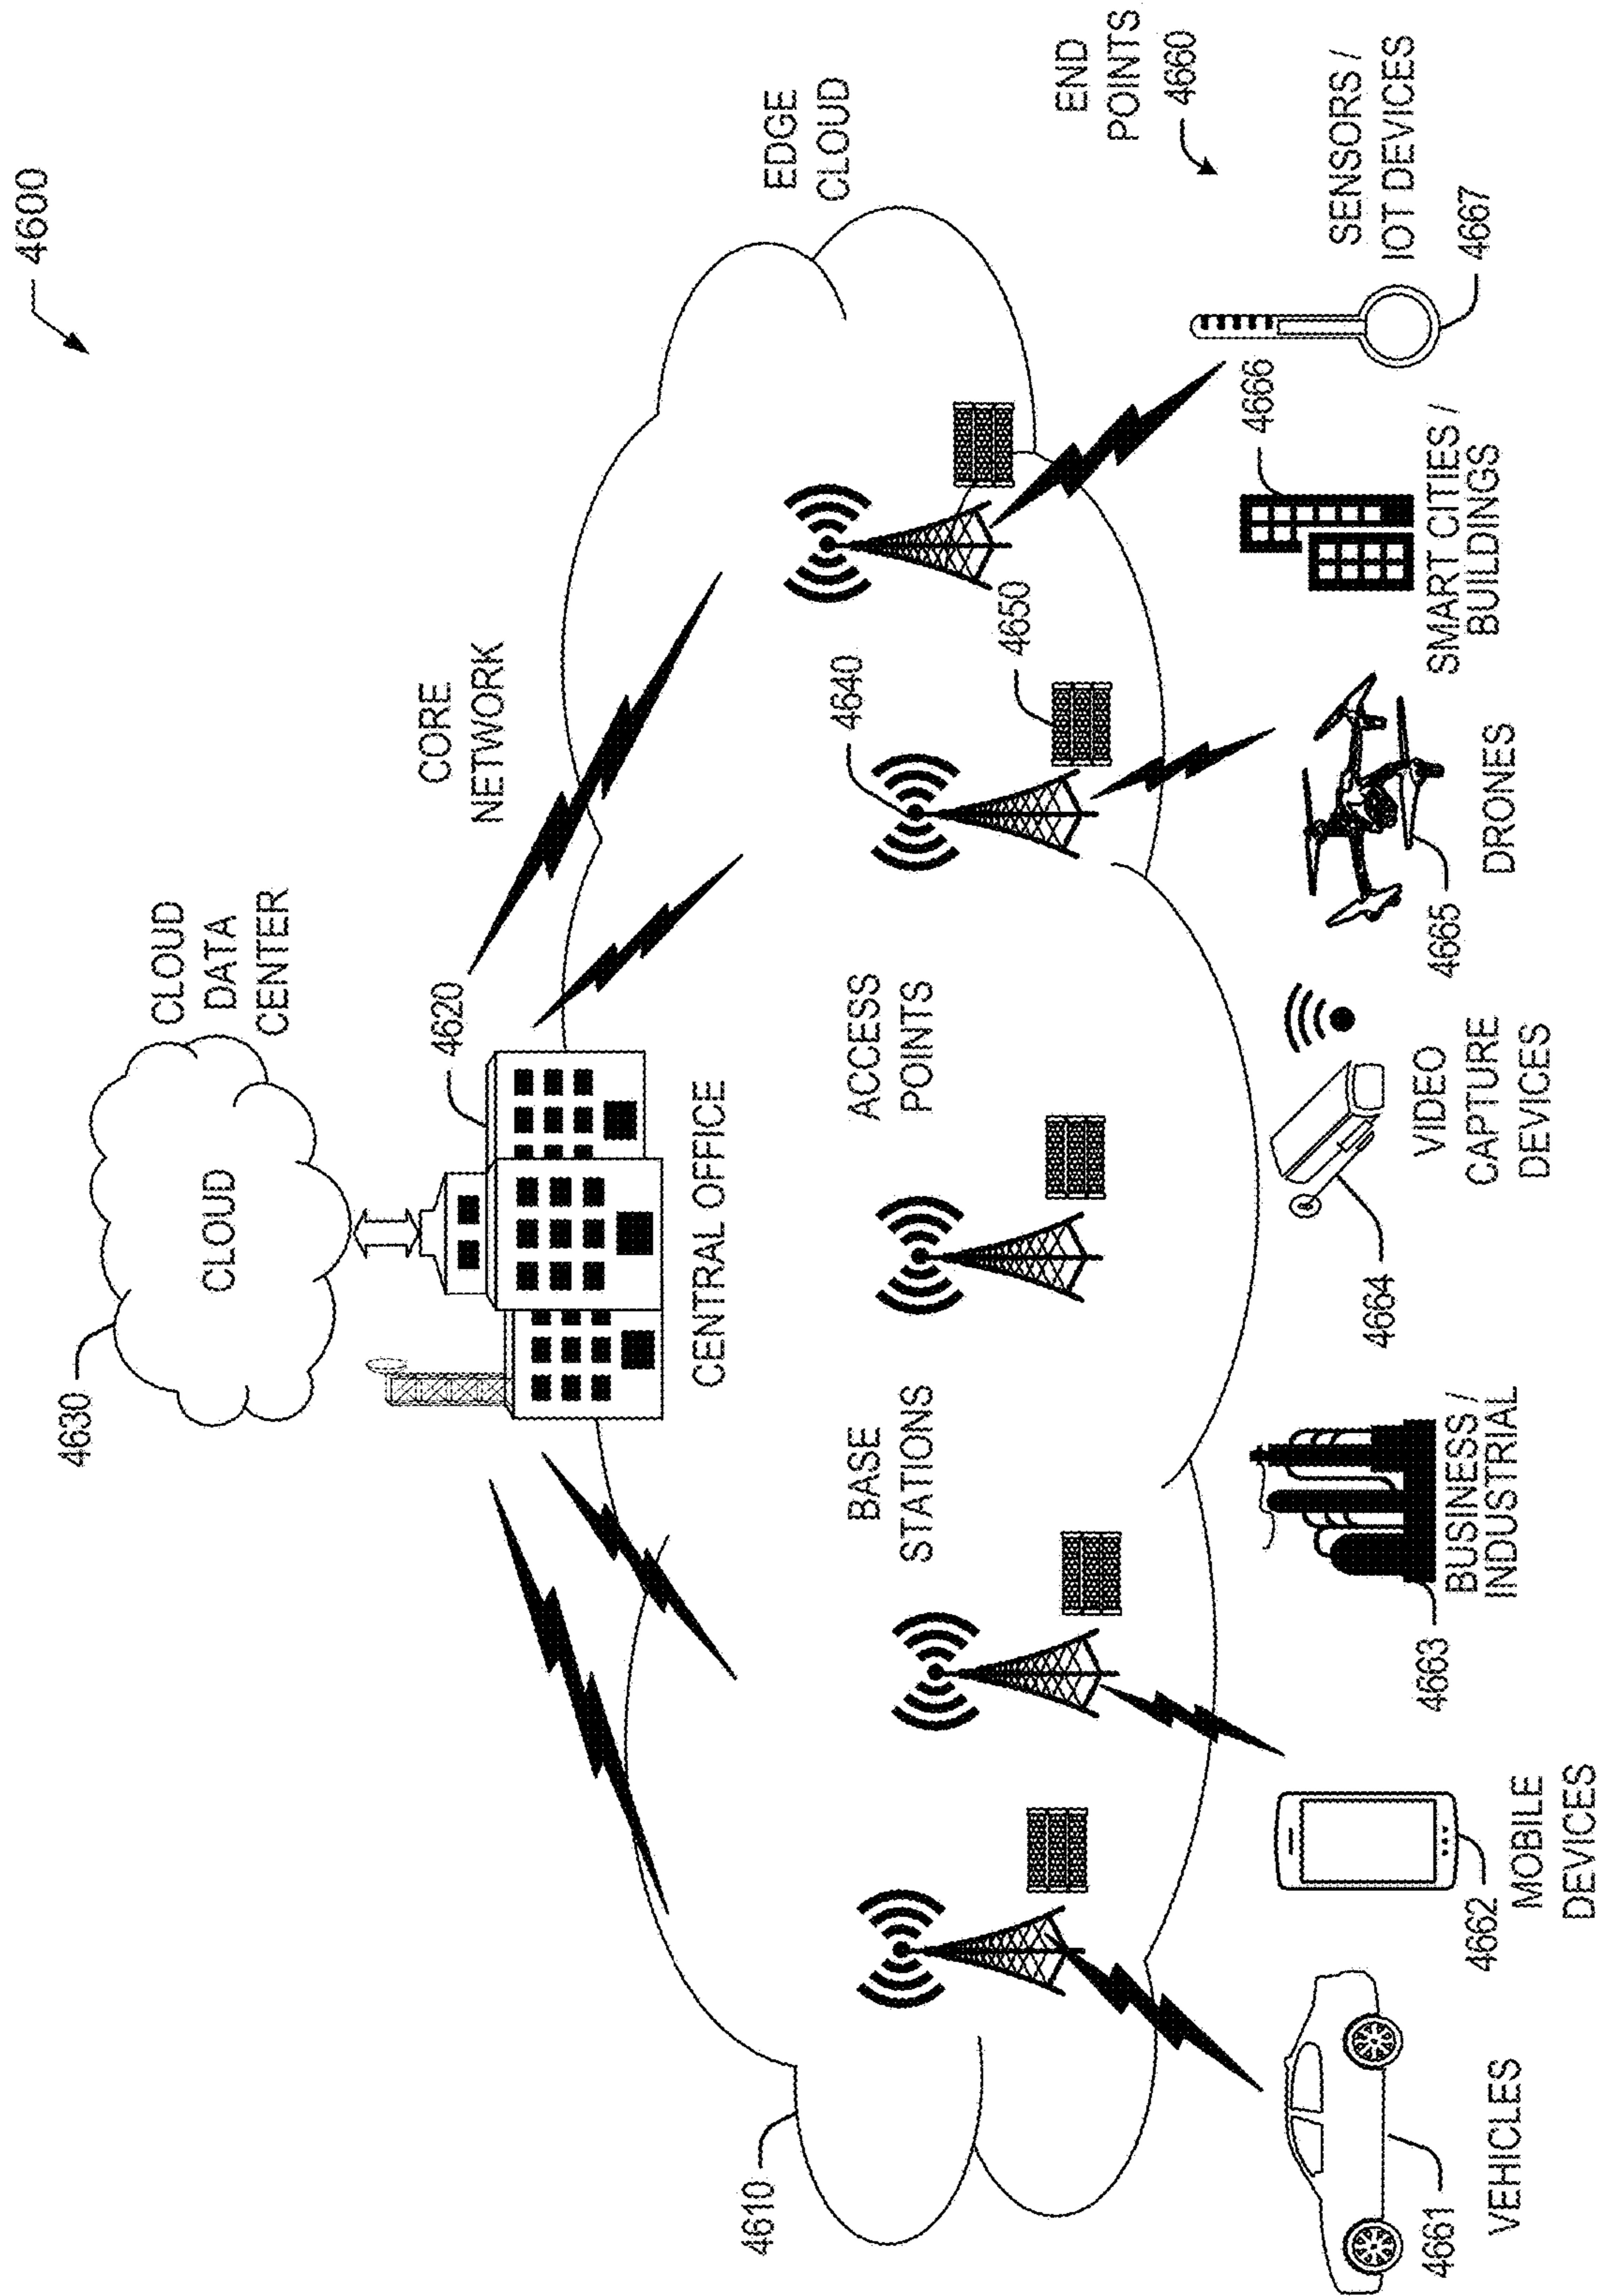 4600
4630
CLOUD
CLOUD
DATA
CENTER
4620
CORE
NETWORK
CENTRAL OFFICE
EDGE
CLOUD
4610
BASE
STATIONS
ACCESS
POINTS
4640
4650
END
POINTS
4660
4661
VEHICLES
4662
MOBILE
DEVICES
4663
BUSINESS /
INDUSTRIAL
4664
VIDEO
CAPTURE
DEVICES
4665
DRONES
4666
SMART CITIES /
BUILDINGS
SENSORS /
IOT DEVICES
4667